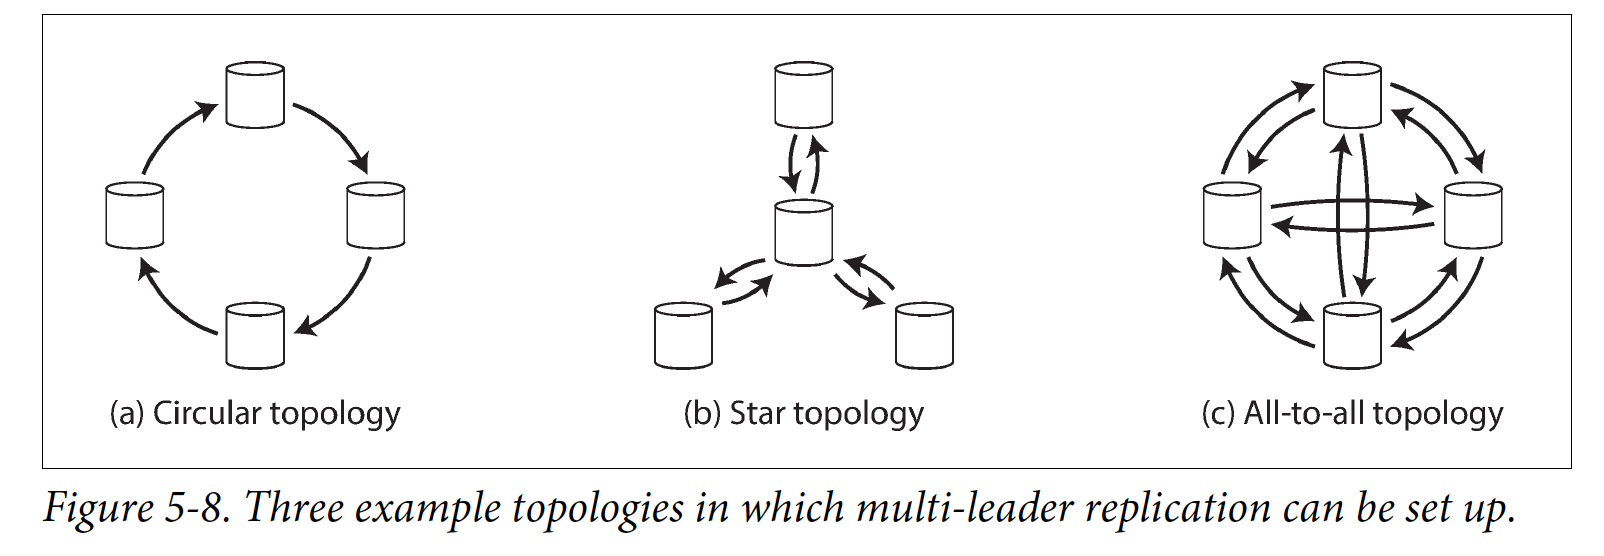 (a) Circular topology
(b) Star topology
(c) All-to-all topology
Figure 5-8. Three example topologies in which multi-leader replication can be set up.